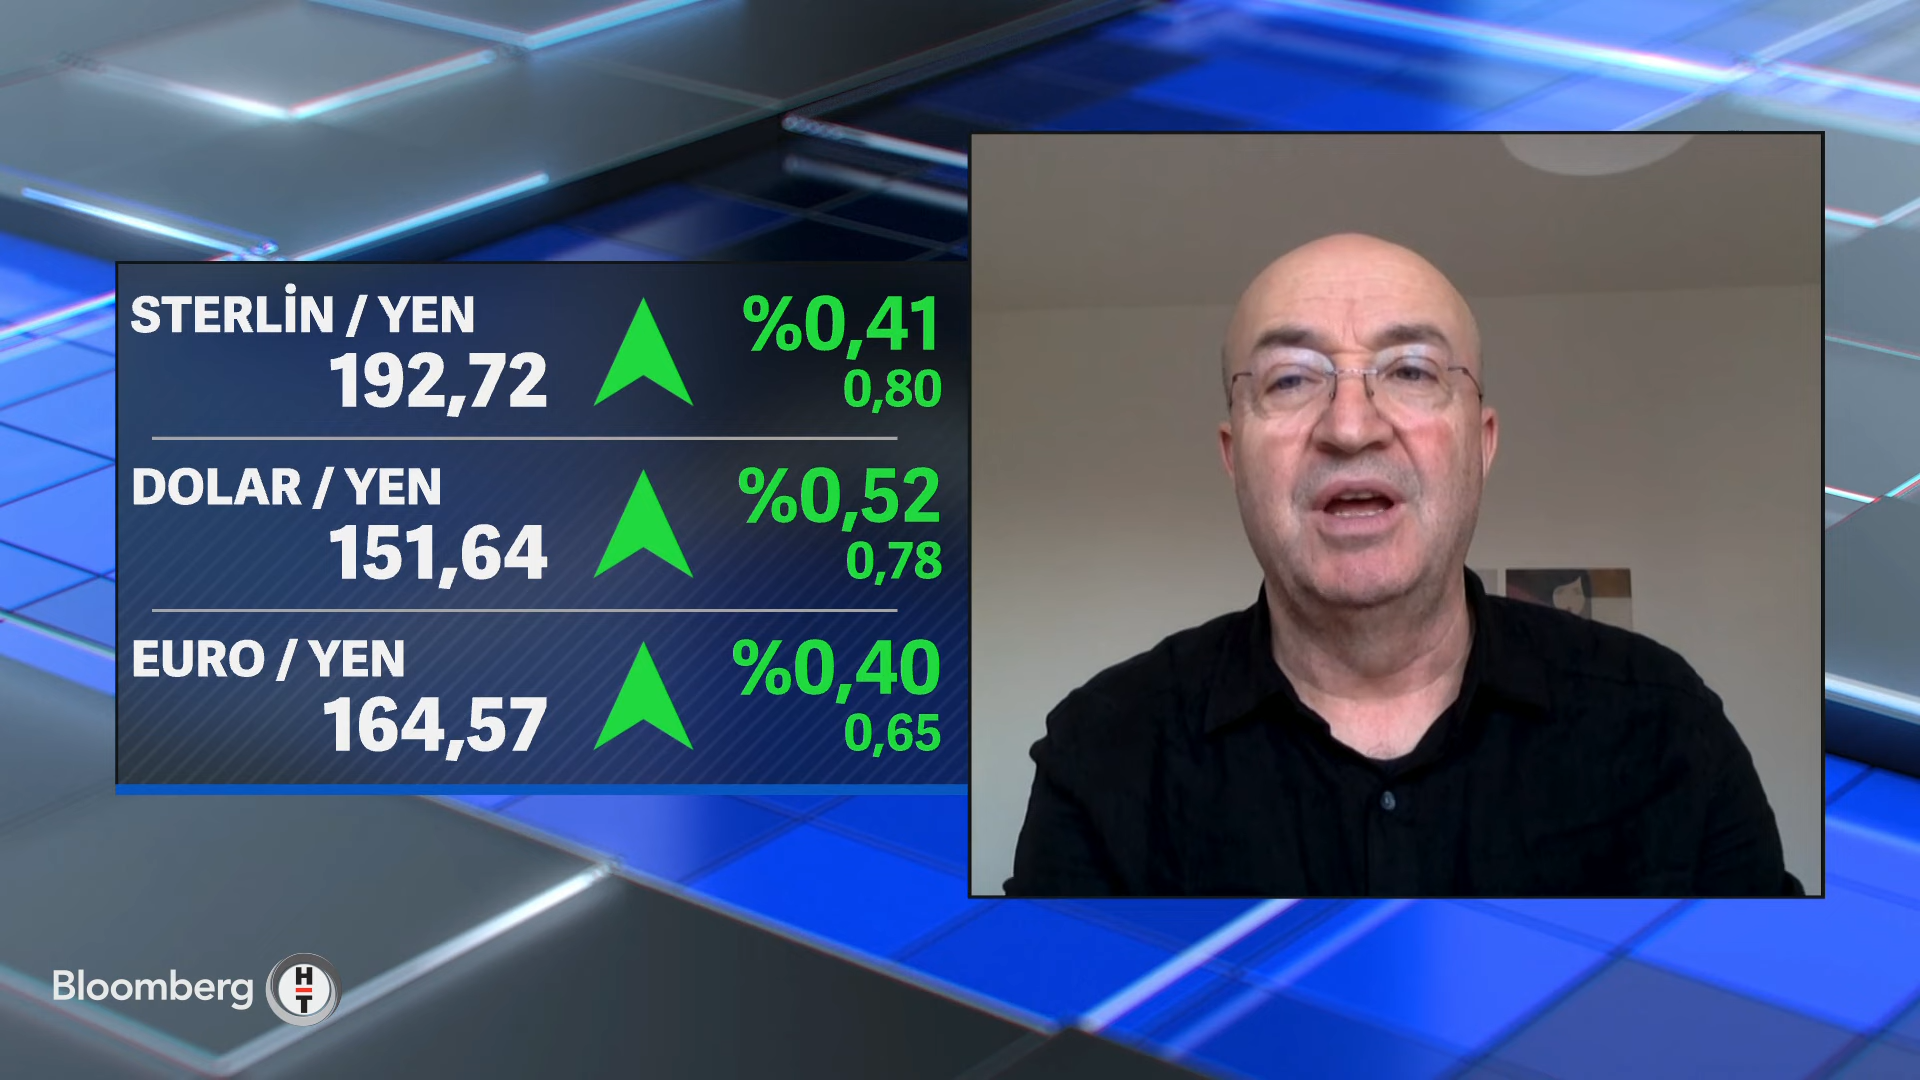 STERLİN / YEN
192,72
%0,41
0,80
DOLAR / YEN
151,64
%0,52
0,78
EURO / YEN
164,57
%0,40
0,65
Bloomberg HT